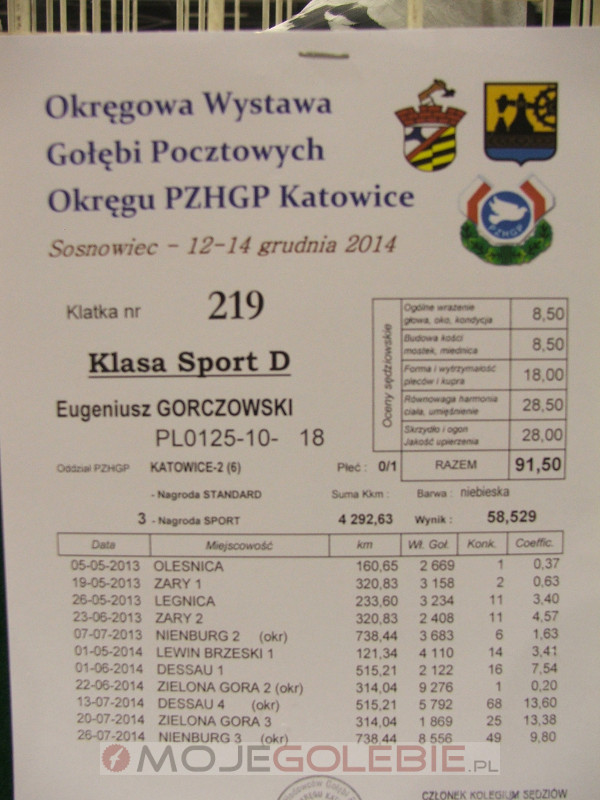 Okręgowa Wystawa
Gołębi Pocztowych
Okręgu PZHGP Katowice
PZHGP
Sosnowiec - 12-14 grudnia 2014
Klatka nr 219
Klasa Sport D
Eugeniusz GORCZOWSKI
PL0125-10- 18
Oceny sędziowskie
Ogólne wrażenie głowa, oko, kondycja 8,50
Budowa kości mostek, miednica 8,50
Forma i wytrzymałość pleców i kupra 18,00
Równowaga harmonia ciała, umięśnienie 28,50
Skrzydło i ogon Jakość upierzenia 28,00
RAZEM 91,50
Oddział PZHGP KATOWICE-2 (6) Płeć : 0/1
- Nagroda STANDARD Suma Kkm : Barwa : niebieska
3 - Nagroda SPORT 4 292,63 Wynik : 58,529
Data Miejscowość km Wł. Goł. Konk. Coeffic.
05-05-2013 OLESNICA 160,65 2 669 1 0,37
19-05-2013 ZARY 1 320,83 3 158 2 0,63
26-05-2013 LEGNICA 233,60 3 234 11 3,40
23-06-2013 ZARY 2 320,83 2 408 11 4,57
07-07-2013 NIENBURG 2 (okr) 738,44 3 683 6 1,63
01-05-2014 LEWIN BRZESKI 1 121,34 4 110 14 3,41
01-06-2014 DESSAU 1 515,21 2 122 16 7,54
22-06-2014 ZIELONA GORA 2 (okr) 314,04 9 276 1 0,20
13-07-2014 DESSAU 4 (okr) 515,21 5 792 68 13,60
20-07-2014 ZIELONA GORA 3 314,04 1 869 25 13,38
26-07-2014 NIENBURG 3 (okr) 738,44 8 556 49 9,80
MOJEGOLEBIE.PL
CZŁONEK KOLEGIUM SĘDZIÓW